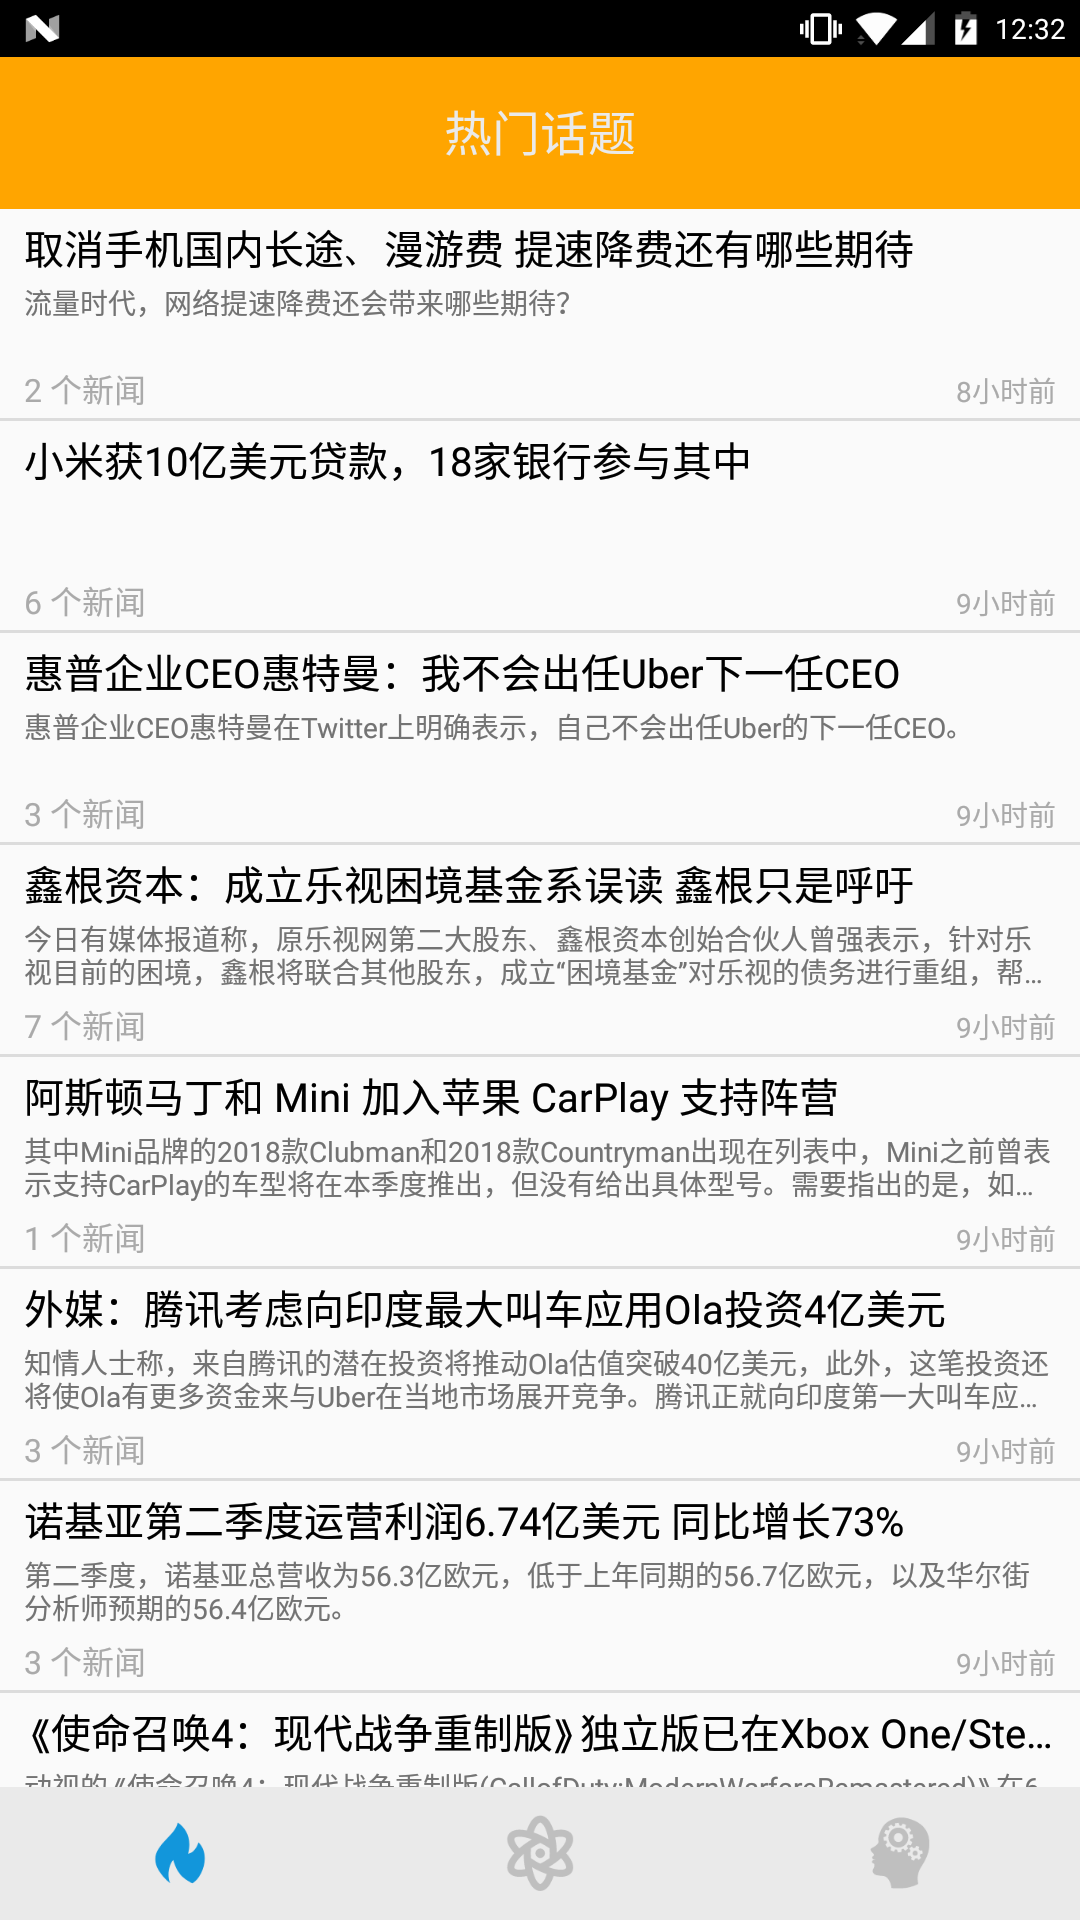 12:32
热门话题
取消手机国内长途、漫游费 提速降费还有哪些期待
流量时代，网络提速降费还会带来哪些期待？
2 个新闻
8小时前
小米获10亿美元贷款，18家银行参与其中
6 个新闻
9小时前
惠普企业CEO惠特曼：我不会出任Uber下一任CEO
惠普企业CEO惠特曼在Twitter上明确表示，自己不会出任Uber的下一任CEO。
3 个新闻
9小时前
鑫根资本：成立乐视困境基金系误读 鑫根只是呼吁
今日有媒体报道称，原乐视网第二大股东、鑫根资本创始合伙人曾强表示，针对乐
视目前的困境，鑫根将联合其他股东，成立“困境基金”对乐视的债务进行重组，帮…
7 个新闻
9小时前
阿斯顿马丁和 Mini 加入苹果 CarPlay 支持阵营
其中Mini品牌的2018款Clubman和2018款Countryman出现在列表中，Mini之前曾表
示支持CarPlay的车型将在本季度推出，但没有给出具体型号。需要指出的是，如…
1 个新闻
9小时前
外媒：腾讯考虑向印度最大叫车应用Ola投资4亿美元
知情人士称，来自腾讯的潜在投资将推动Ola估值突破40亿美元，此外，这笔投资还
将使Ola有更多资金来与Uber在当地市场展开竞争。腾讯正就向印度第一大叫车应…
3 个新闻
9小时前
诺基亚第二季度运营利润6.74亿美元 同比增长73%
第二季度，诺基亚总营收为56.3亿欧元，低于上年同期的56.7亿欧元，以及华尔街
分析师预期的56.4亿欧元。
3 个新闻
9小时前
《使命召唤4：现代战争重制版》独立版已在Xbox One/Ste…
动视的《使命召唤4：现代战争重制版(CallofDuty:ModernWarfareRemastered)》在6